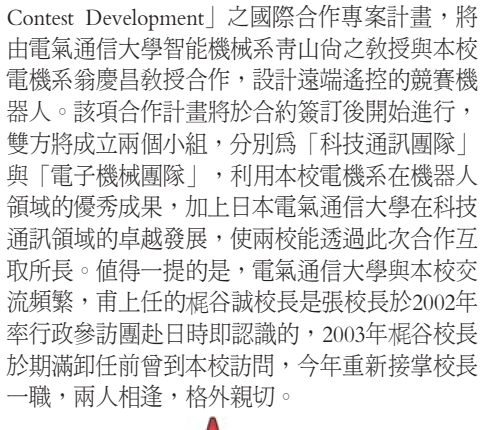 Contest Development」之國際合作專案計畫，將
由電氣通信大學智能機械系青山尙之教授與本校
電機系翁慶昌教授合作，設計遠端遙控的競賽機
器人。該項合作計畫將於合約簽訂後開始進行，
雙方將成立兩個小組，分別爲「科技通訊團隊」
與「電子機械團隊」，利用本校電機系在機器人
領域的優秀成果，加上日本電氣通信大學在科技
通訊領域的卓越發展，使兩校能透過此次合作互
取所長。値得一提的是，電氣通信大學與本校交
流頻繁，甫上任的梶谷誠校長是張校長於2002年
率行政參訪團赴日時即認識的，2003年梶谷校長
於期滿卸任前曾到本校訪問，今年重新接掌校長
一職，兩人相逢，格外親切。